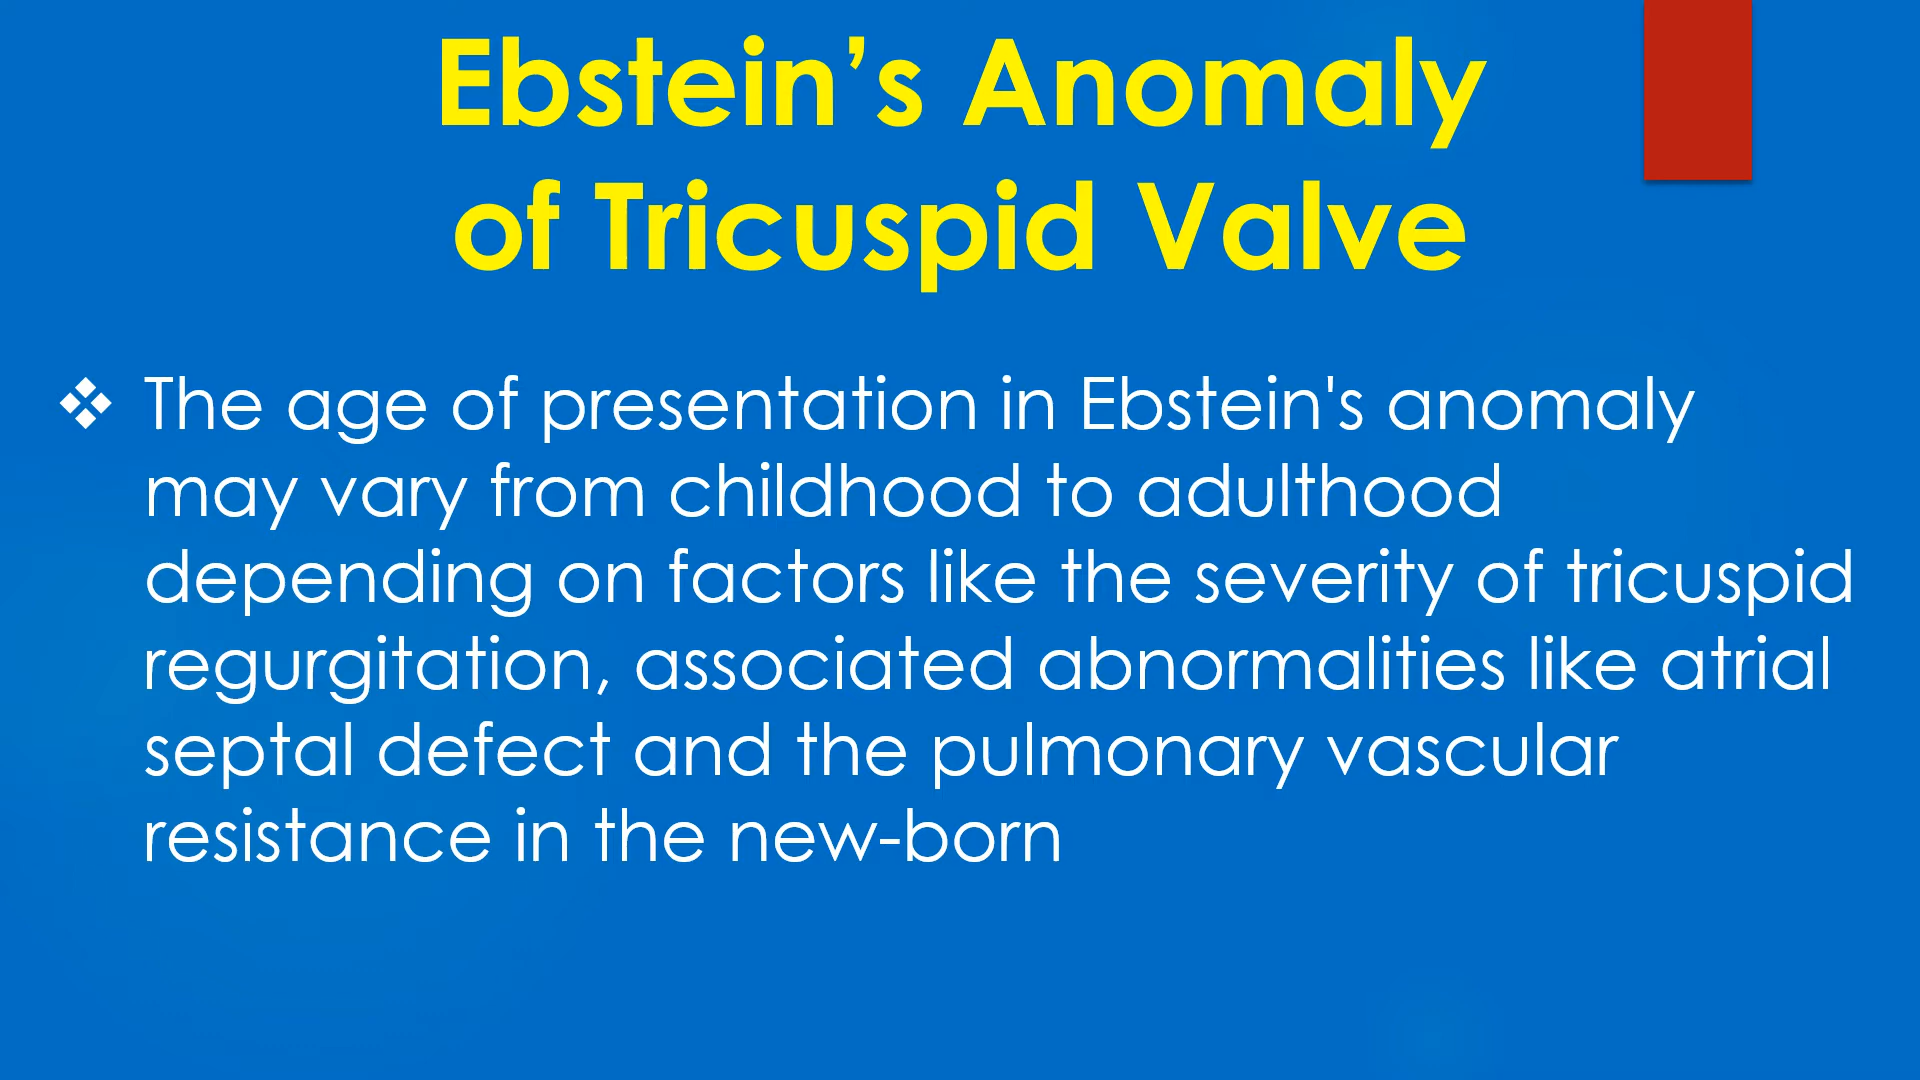 Ebstein’s Anomaly
of Tricuspid Valve
❖ The age of presentation in Ebstein's anomaly
may vary from childhood to adulthood
depending on factors like the severity of tricuspid
regurgitation, associated abnormalities like atrial
septal defect and the pulmonary vascular
resistance in the new-born